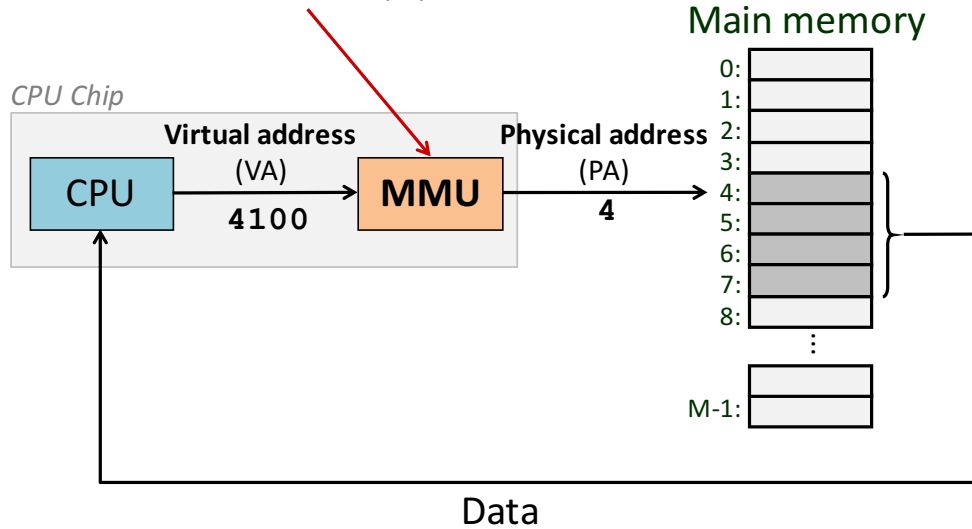 Main memory
CPU Chip
Virtual address
(VA)
4100
Physical address
(PA)
4
CPU
MMU
0:
1:
2:
3:
4:
5:
6:
7:
8:
...
M-1:
Data